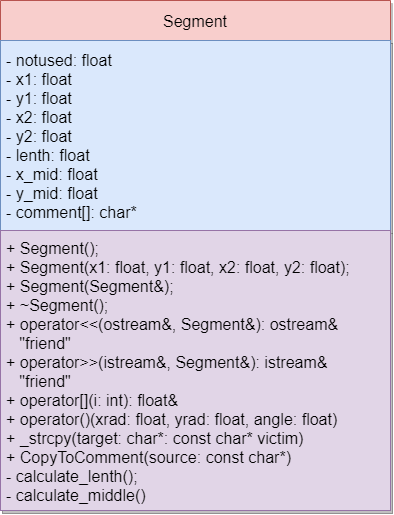 Segment
- notused: float
- x1: float
- y1: float
- x2: float
- y2: float
- lenth: float
- x_mid: float
- y_mid: float
- comment[]: char*
+ Segment();
+ Segment(x1: float, y1: float, x2: float, y2: float);
+ Segment(Segment&);
+ ~Segment();
+ operator<<(ostream&, Segment&): ostream&
"friend"
+ operator>>(istream&, Segment&): istream&
"friend"
+ operator[](i: int): float&
+ operator()(xrad: float, yrad: float, angle: float)
+ _strcpy(target: char*: const char* victim)
+ CopyToComment(source: const char*)
- calculate_lenth();
- calculate_middle()